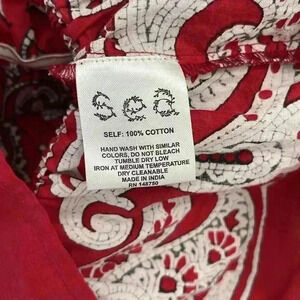 sea
SELF: 100% COTTON
HAND WASH WITH SIMILAR
COLORS, DO NOT BLEACH
TUMBLE DRY LOW
IRON AT MEDIUM TEMPERATURE
DRY CLEANABLE
MADE IN INDIA
RN 148750